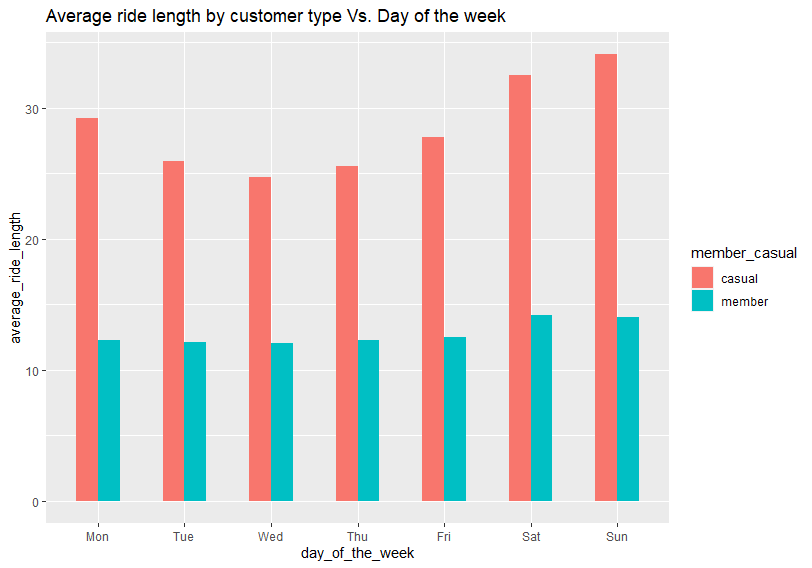 Average ride length by customer type Vs. Day of the week
average_ride_length
30
20
10
0
Mon Tue Wed Thu Fri Sat Sun
day_of_the_week
member_casual
casual
member